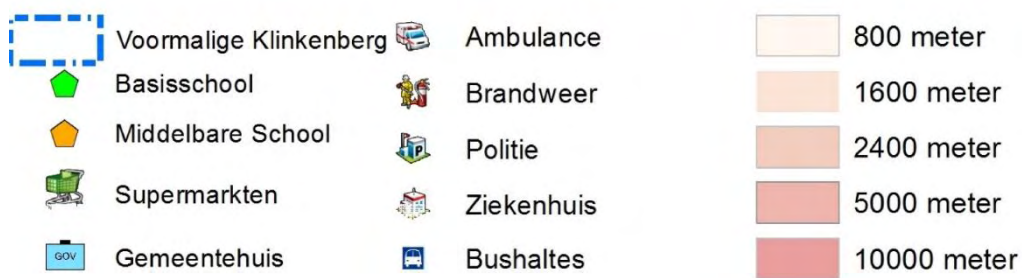 Voormalige Klinkenberg
Basisschool
Middelbare School
Supermarkten
GOV
Gemeentehuis
Ambulance
Brandweer
P
Politie
Ziekenhuis
Bushaltes
800 meter
1600 meter
2400 meter
5000 meter
10000 meter